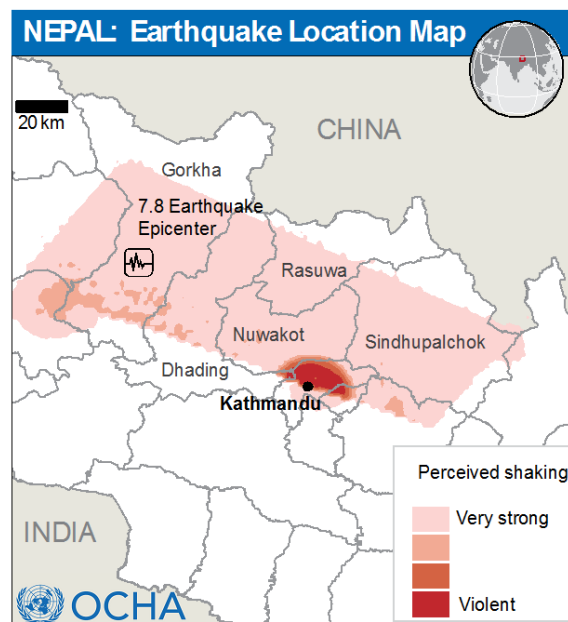 NEPAL: Earthquake Location Map
20 km
CHINA
Gorkha
7.8 Earthquake
Epicenter
Rasuwa
Nuwakot
Sindhupalchok
Dhading
Kathmandu
Perceived shaking
Very strong
Violent
INDIA
OCHA